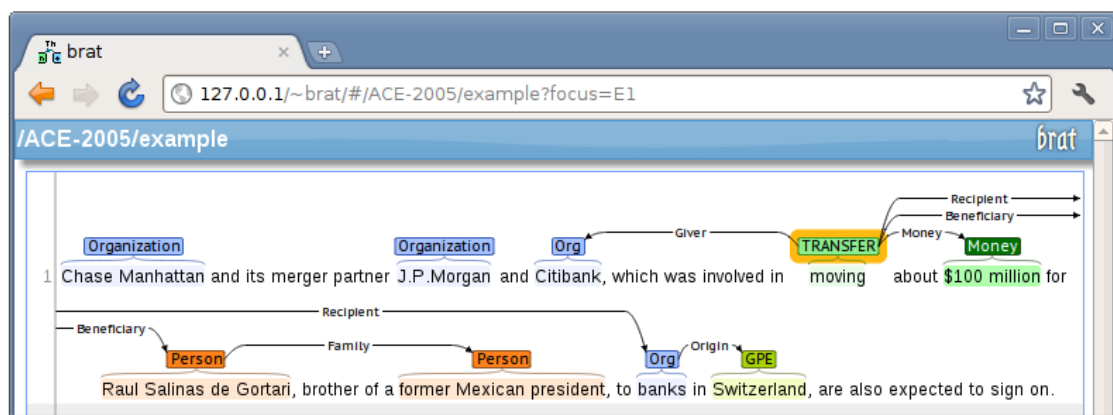 brat
127.0.0.1/~brat/#/ACE-2005/example?focus=E1
/ACE-2005/example brat
Recipient
Beneficiary
Organization Organization Org Giver TRANSFER Money Money
1 Chase Manhattan and its merger partner J.P.Morgan and Citibank, which was involved in moving about $100 million for
Recipient
Beneficiary
Person Family Person Org Origin GPE
Raul Salinas de Gortari, brother of a former Mexican president, to banks in Switzerland, are also expected to sign on.